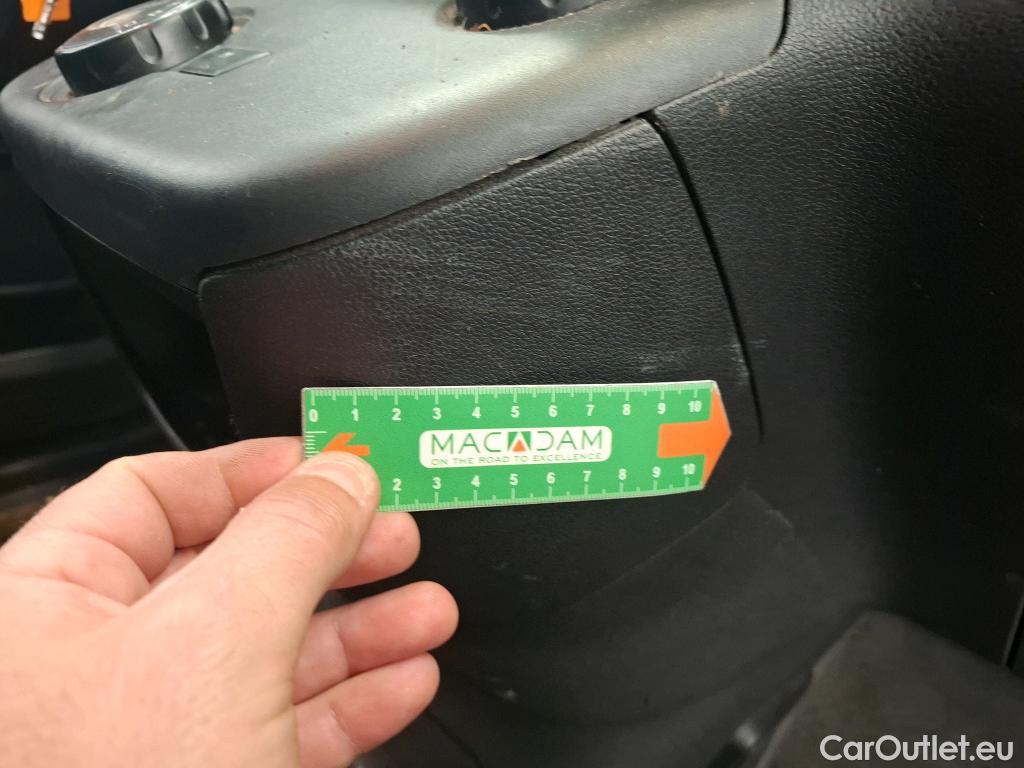 0 1 2 3 4 5 6 7 8 9 10
MACADAM
ON THE ROAD TO EXCELLENCE
2 3 4 5 6 7 8 9 10
CarOutlet.eu